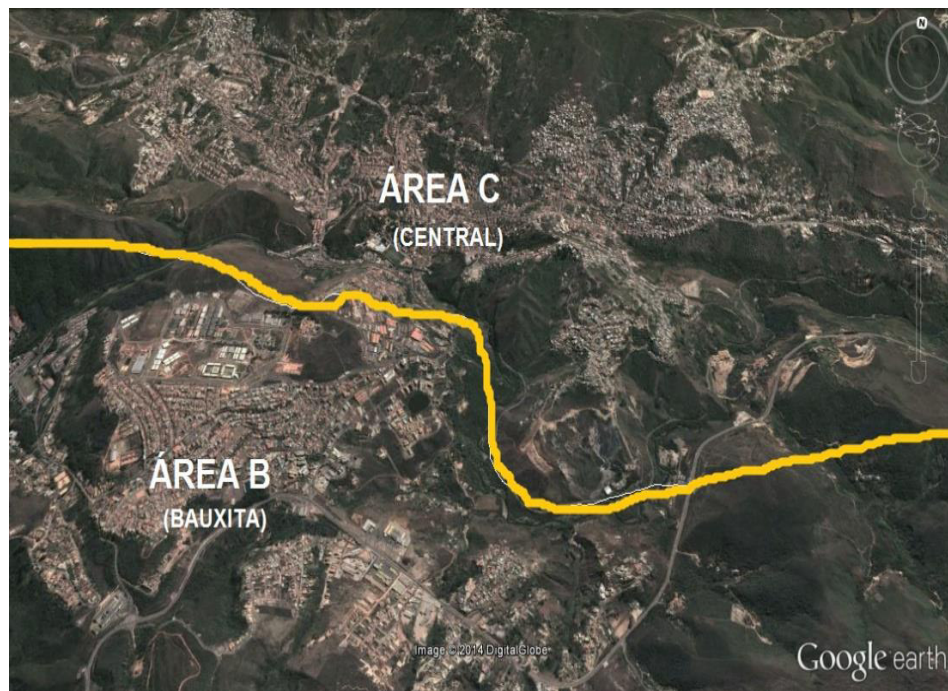 N
ÁREA C
(CENTRAL)
ÁREA B
(BAUXITA)
Image © 2014 DigitalGlobe
Google earth